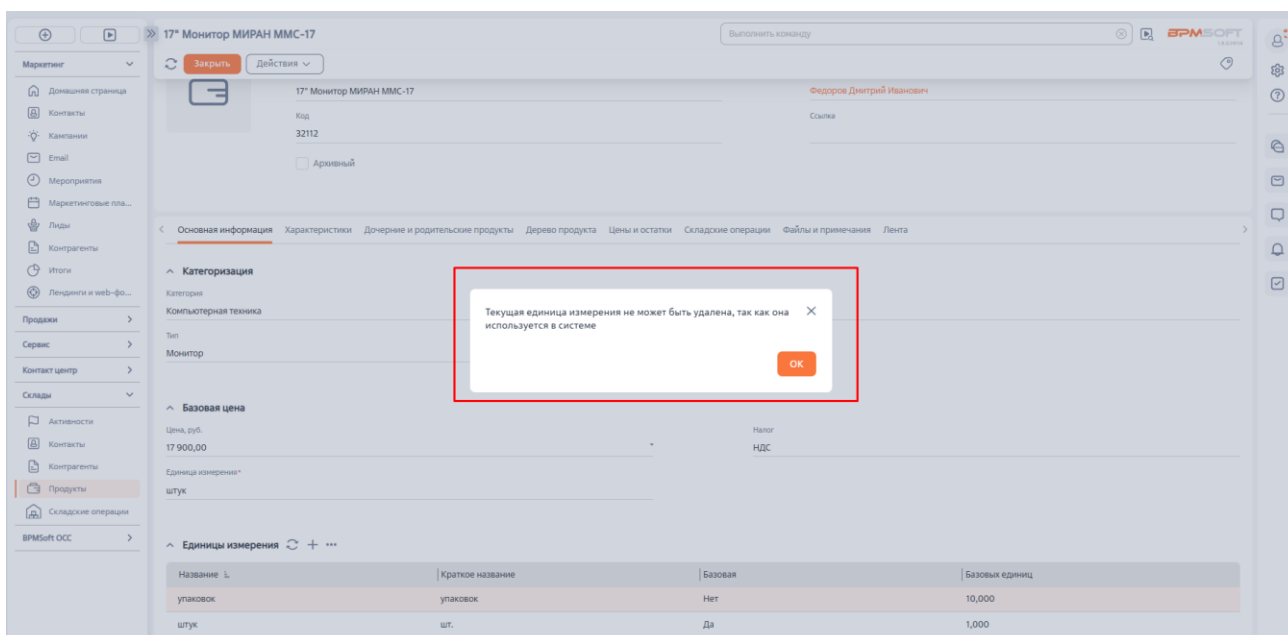 17" Монитор МИРАН ММС-17
Выполнить команду
BPMSOFT
Закрыть
Действия
Маркетинг
Домашняя страница
Контакты
Кампании
Email
Мероприятия
Маркетинговые пла...
Лиды
Контрагенты
Итоги
Лендинги и web-фо...
Продажи
Сервис
Контакт центр
Склады
Активности
Контакты
Контрагенты
Продукты
Складские операции
BPMSoft OCC
17" Монитор МИРАН ММС-17
Федоров Дмитрий Иванович
Код
Ссылка
32112
Архивный
Основная информация Характеристики Дочерние и родительские продукты Дерево продукта Цены и остатки Складские операции Файлы и примечания Лента
Категоризация
Категория
Компьютерная техника
Тип
Монитор
Текущая единица измерения не может быть удалена, так как она
используется в системе
ОК
Базовая цена
Цена, руб.
Налог
17 900,00
НДС
Единица измерения*
штук
Единицы измерения
Название Краткое название Базовая Базовых единиц
упаковок упаковок Нет 10,000
штук шт. Да 1,000